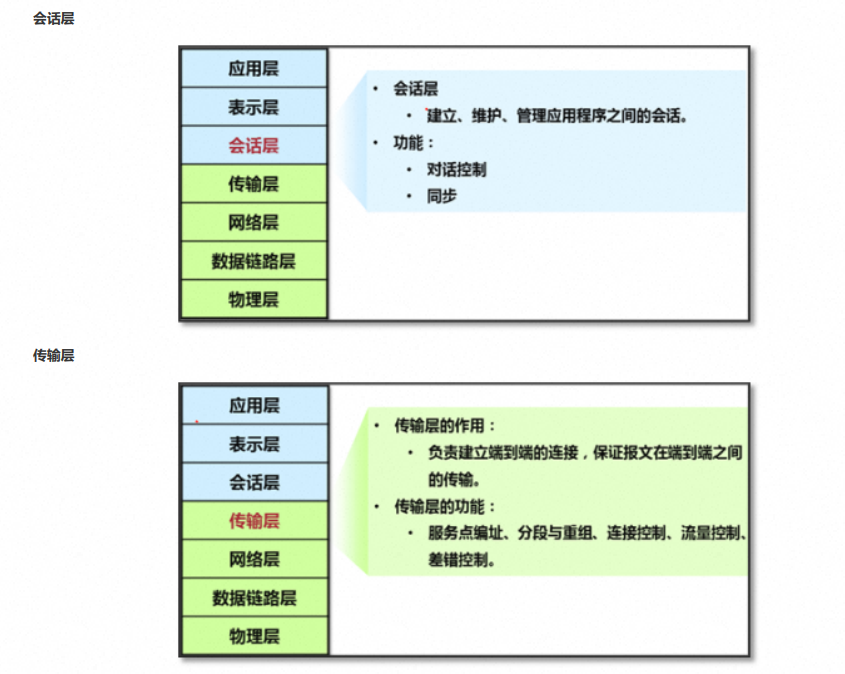 会话层
应用层
表示层
会话层
传输层
网络层
数据链路层
物理层
• 会话层
• 建立、维护、管理应用程序之间的会话。
• 功能：
• 对话控制
• 同步
传输层
应用层
表示层
会话层
传输层
网络层
数据链路层
物理层
• 传输层的作用：
• 负责建立端到端的连接，保证报文在端到端之间
的传输。
• 传输层的功能：
• 服务点编址、分段与重组、连接控制、流量控制、
差错控制。